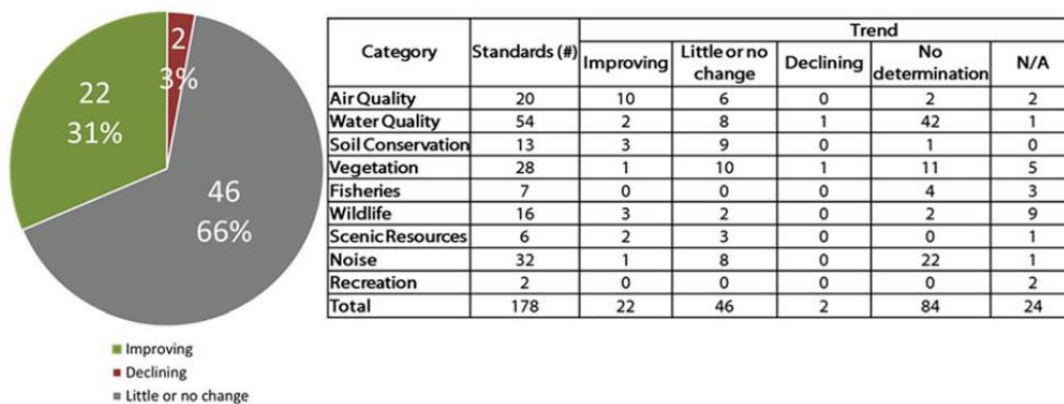 2
3%
22
31%
46
66%
Improving
Declining
Little or no change
Category Standards (#) Trend
Improving Little or no change Declining No determination N/A
Air Quality 20 10 6 0 2 2
Water Quality 54 2 8 1 42 1
Soil Conservation 13 3 9 0 1 0
Vegetation 28 1 10 1 11 5
Fisheries 7 0 0 0 4 3
Wildlife 16 3 2 0 2 9
Scenic Resources 6 2 3 0 0 1
Noise 32 1 8 0 22 1
Recreation 2 0 0 0 0 2
Total 178 22 46 2 84 24